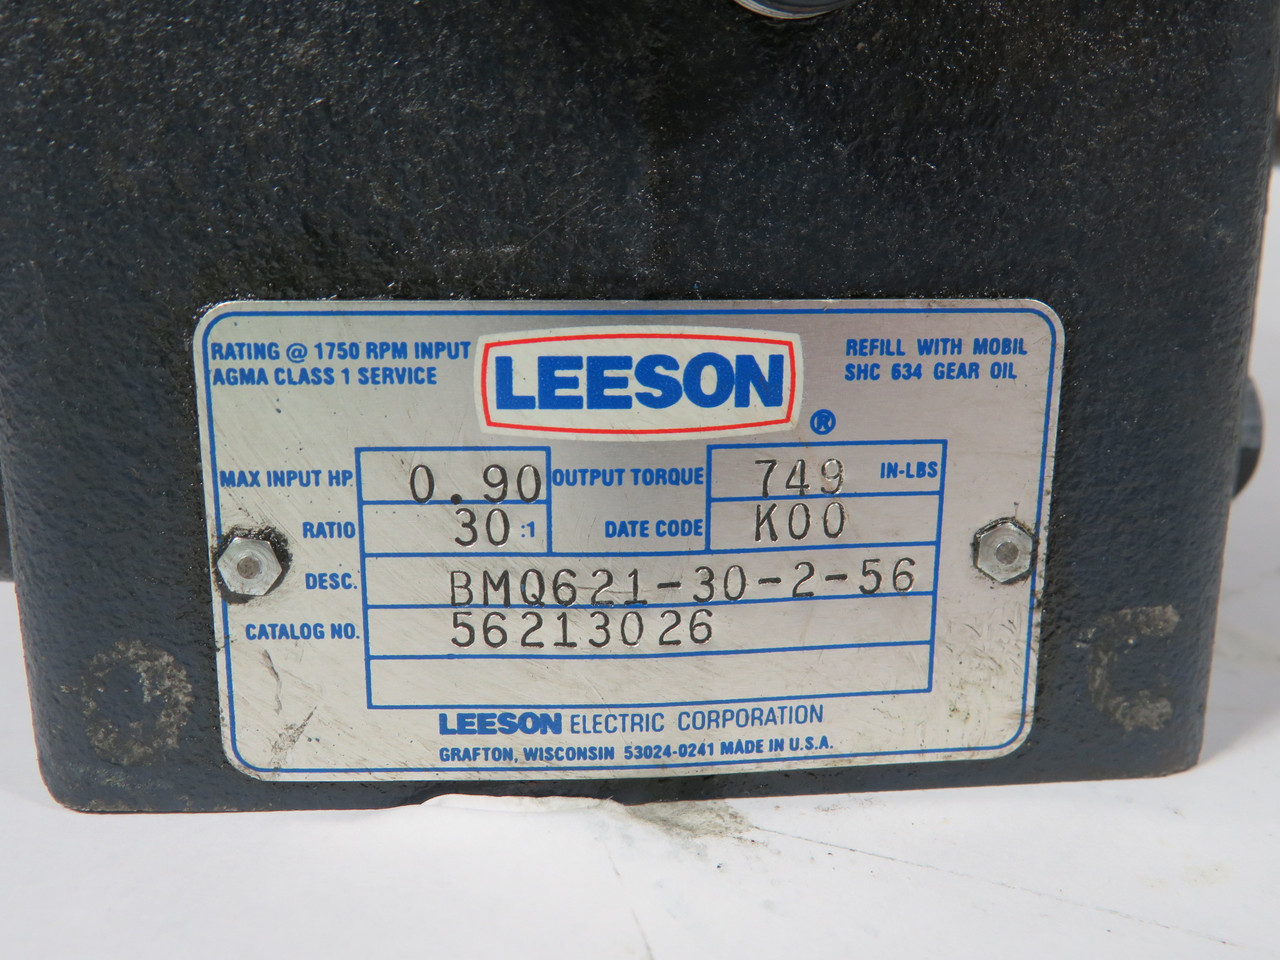 RATING @ 1750 RPM INPUT
AGMA CLASS 1 SERVICE
LEESON
®
REFILL WITH MOBIL
SHC 634 GEAR OIL
MAX INPUT HP 0.90 OUTPUT TORQUE 749 IN-LBS
RATIO 30 :1 DATE CODE K00
DESC. BMQ621-30-2-56
CATALOG NO. 56213026
LEESON ELECTRIC CORPORATION
GRAFTON, WISCONSIN 53024-0241 MADE IN U.S.A.